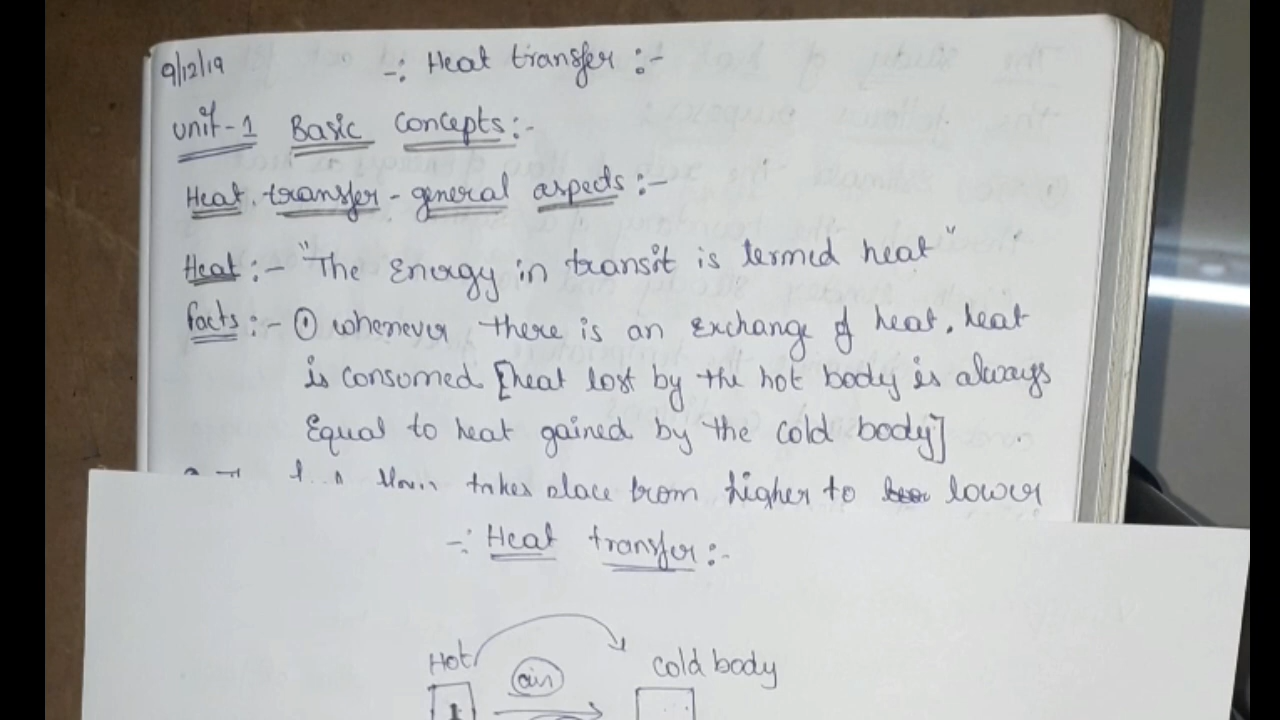 9/12/19 -: Heat transfer :-
Unit-1 Basic Concepts:-
Heat transfer - general aspects :-
Heat :- "The Energy in transit is termed heat"
facts :- ① whenever there is an Exchange of heat, heat
is consumed [heat lost by the hot body is always
Equal to heat gained by the cold body]
takes place from higher to lower
-: Heat transfer :-
Hot cold body
air